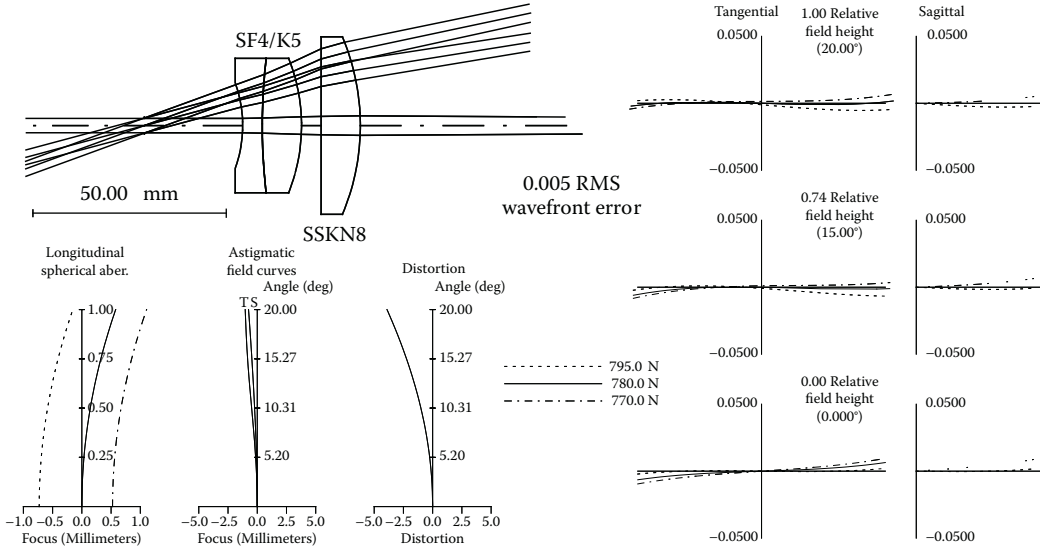 SF4/K5
50.00 mm
SSKN8
0.005 RMS
wavefront error
Longitudinal
spherical aber.
1.00
0.75
0.50
0.25
−1.0 −0.5 0.0 0.5 1.0
Focus (Millimeters)
Astigmatic
field curves
Angle (deg)
T S
20.00
15.27
10.31
5.20
−5.0 −2.5 0.0 2.5 5.0
Focus (Millimeters)
Distortion
Angle (deg)
20.00
15.27
10.31
5.20
−5.0 −2.5 0.0 2.5 5.0
Distortion
795.0 N
780.0 N
770.0 N
Tangential
1.00 Relative
field height
(20.00°)
Sagittal
0.0500
−0.0500
0.0500
−0.0500
0.74 Relative
field height
(15.00°)
0.0500
−0.0500
0.0500
−0.0500
0.00 Relative
field height
(0.000°)
0.0500
−0.0500
0.0500
−0.0500